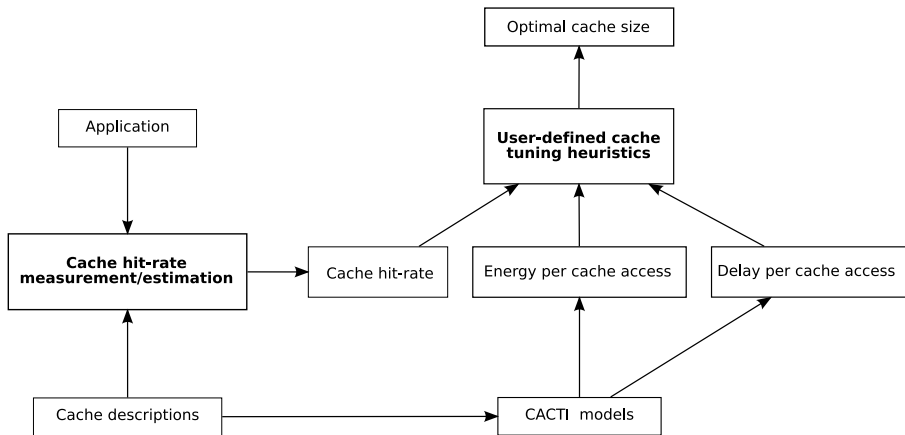 Optimal cache size
Application
User-defined cache
tuning heuristics
Cache hit-rate
measurement/estimation
Cache hit-rate
Energy per cache access
Delay per cache access
Cache descriptions
CACTI models